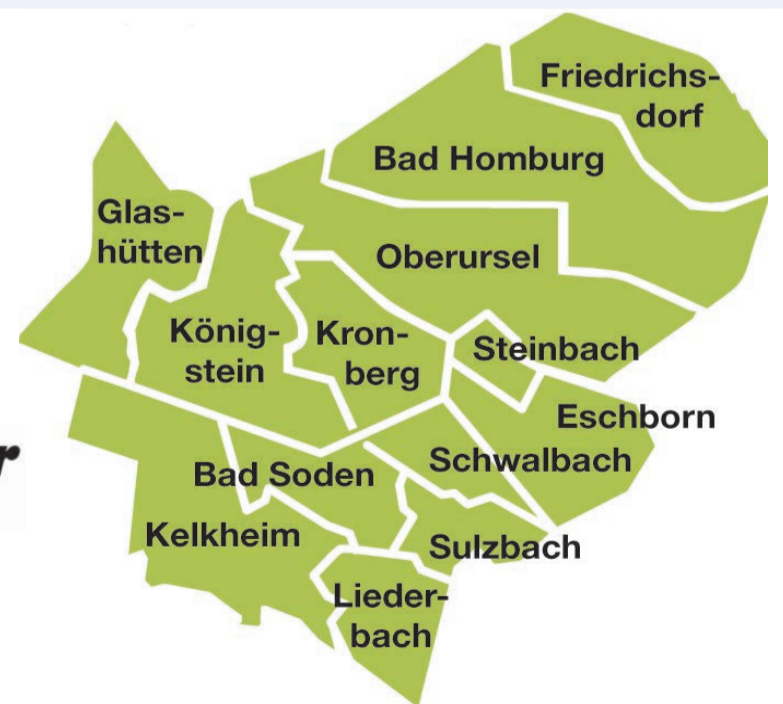 Friedrichs-
dorf
Bad Homburg
Glas-
hütten
Oberursel
König-
stein
Kron-
berg
Steinbach
Eschborn
Schwalbach
Bad Soden
Kelkheim
Sulzbach
Lieder-
bach
r